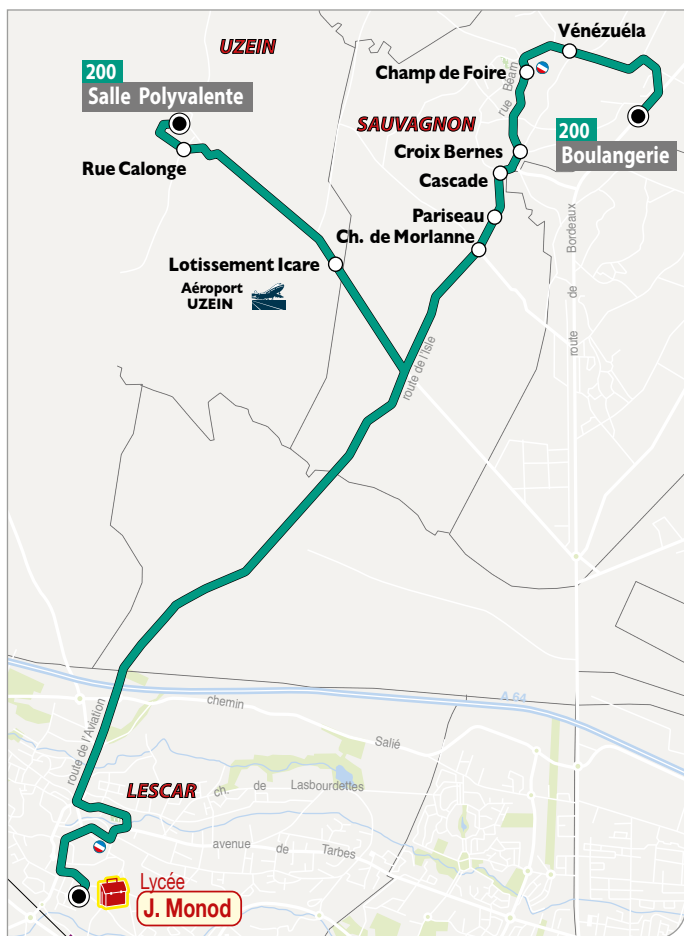 UZEIN
200
Salle Polyvalente
Rue Calonge
Vénézuéla
Champ de Foire
rue Béarn
SAUVAGNON
200
Boulangerie
Croix Bernes
Cascade
Pariseau
Ch. de Morlanne
Lotissement Icare
Aéroport
UZEIN
route de Bordeaux
route de l'Isle
A 64
chemin Salié
route de l'Aviation
LESCAR
ch. de Lasbourdettes
avenue de Tarbes
Lycée
J. Monod